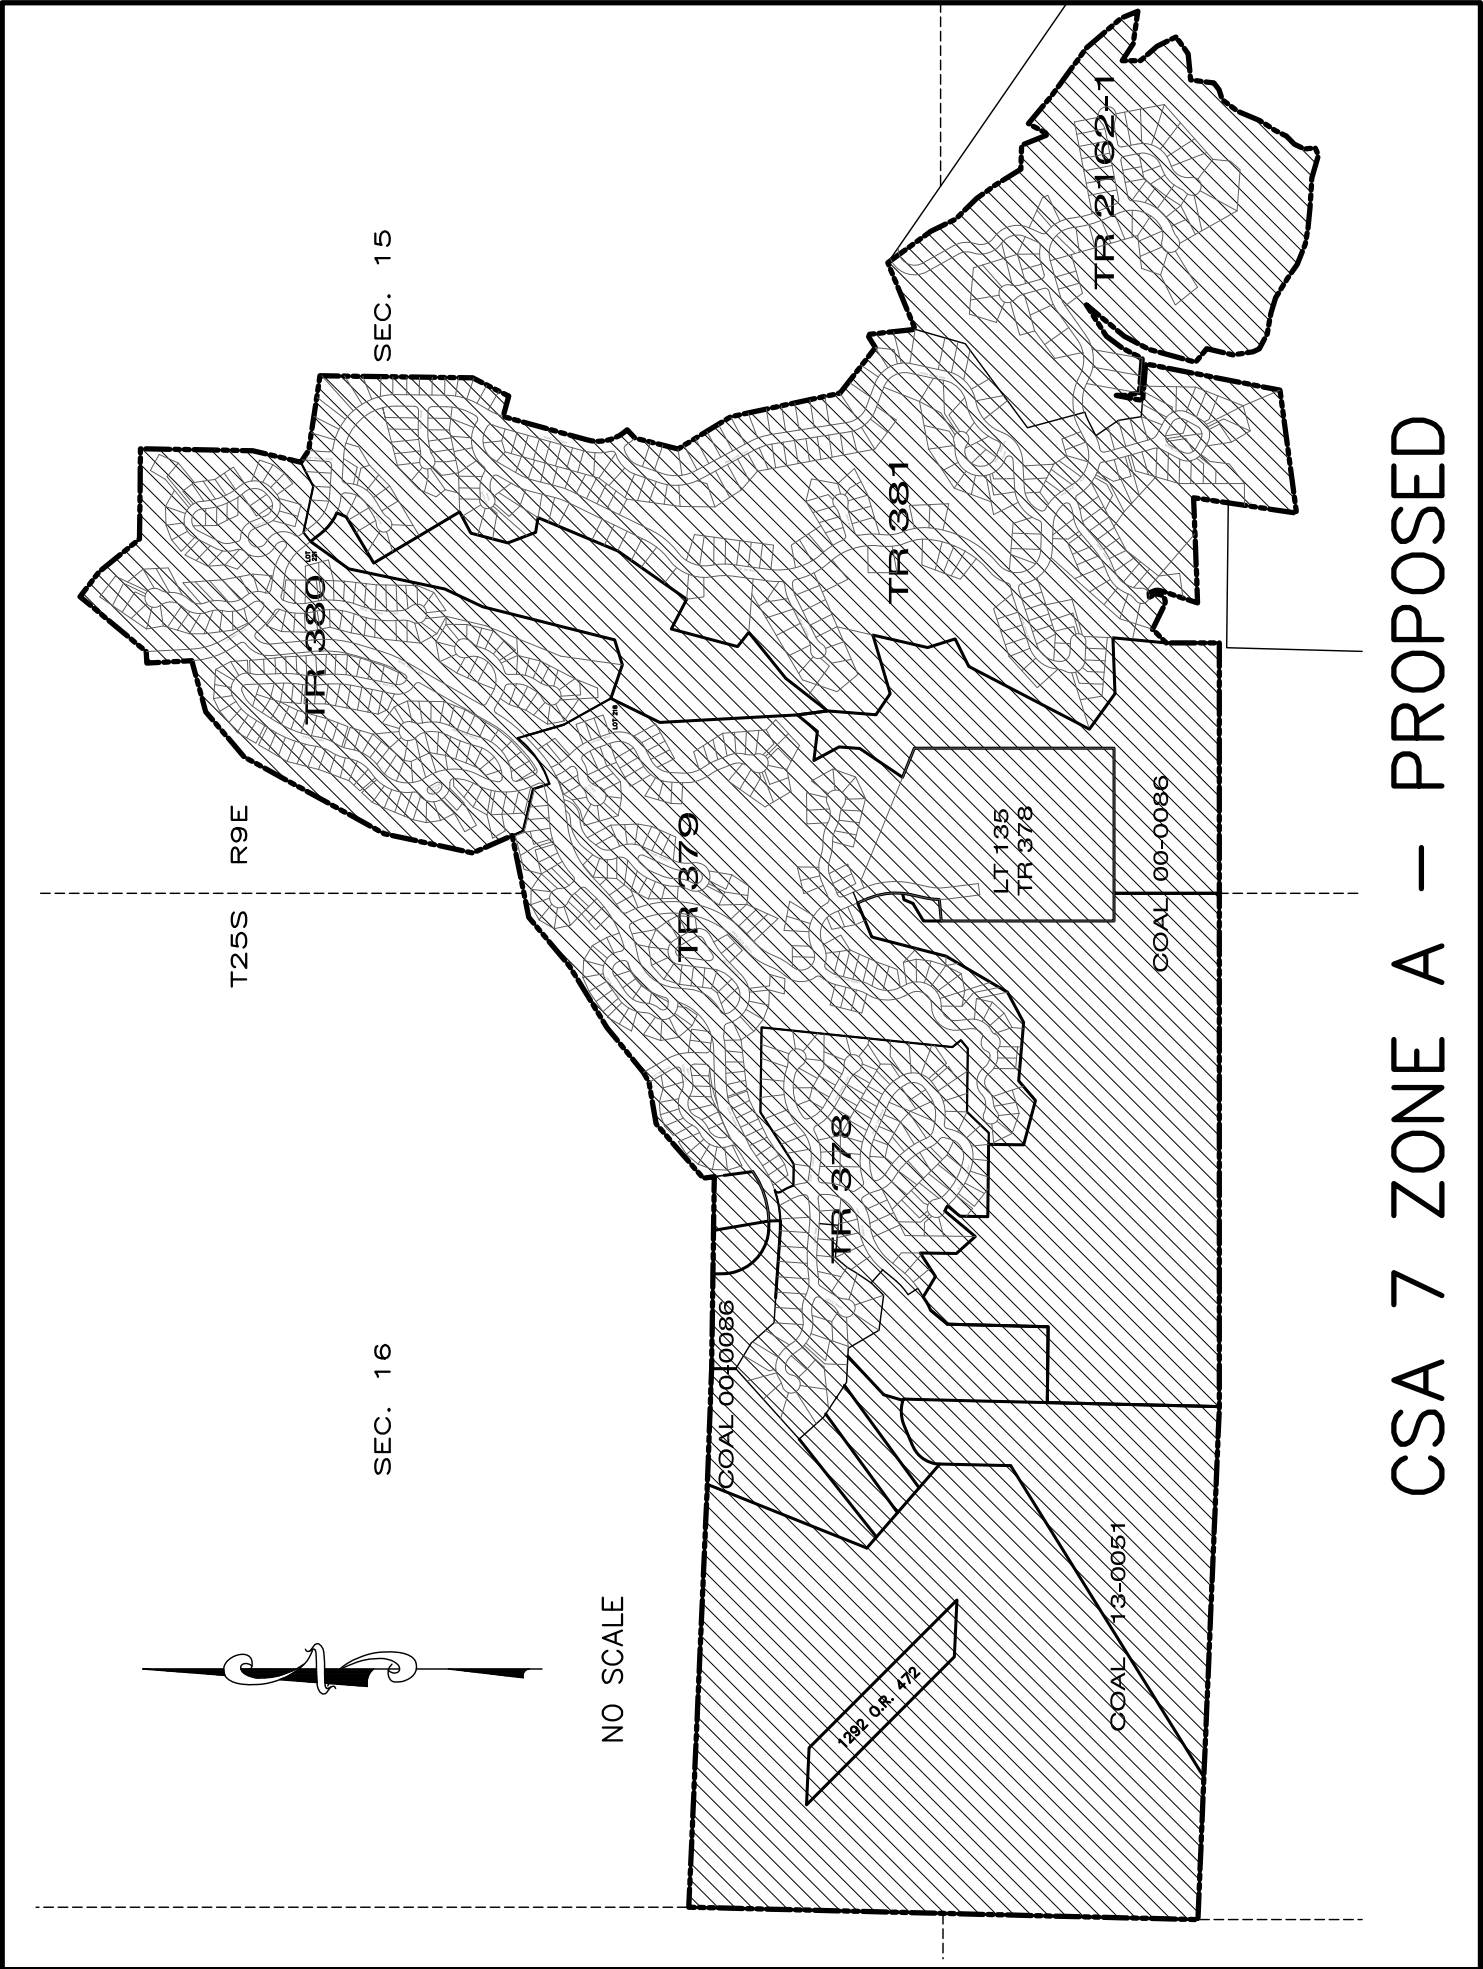 SEC. 16
SEC. 15
T25S R9E
NO SCALE
TR 380
TR 379
TR 381
TR 378
TR 2162-1
LOT 218
COAL 00-0086
LT 135
TR 378
COAL 00-0086
COAL 13-0051
1292 O.R. 472
CSA 7 ZONE A - PROPOSED